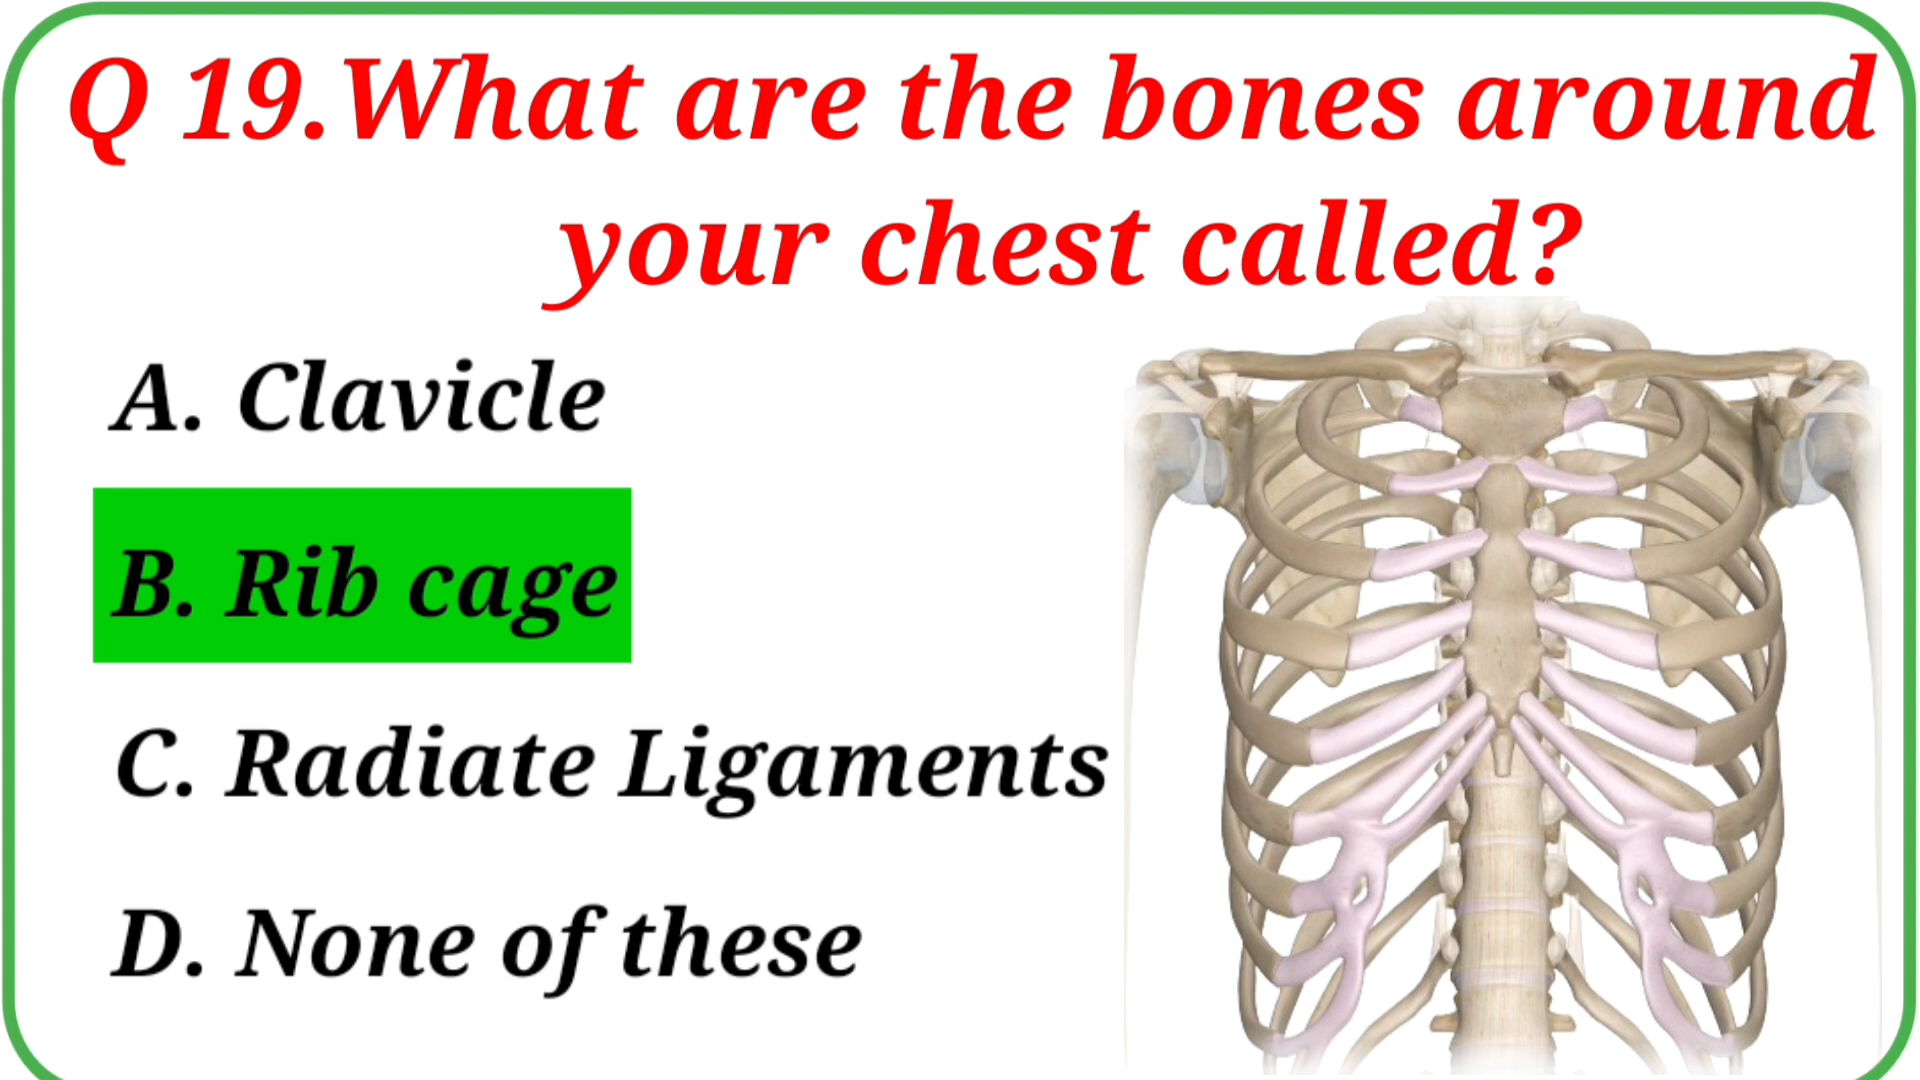 Q 19.What are the bones around
your chest called?
A. Clavicle
B. Rib cage
C. Radiate Ligaments
D. None of these